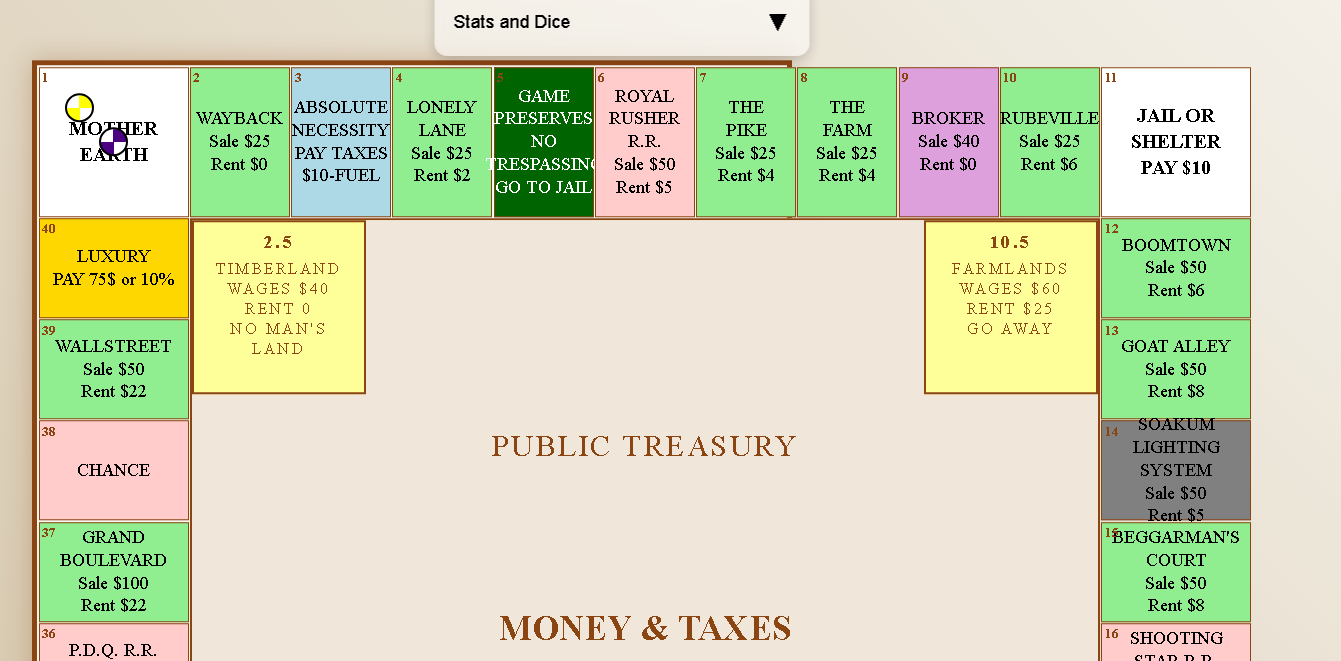 Stats and Dice ▼
1
MOTHER
EARTH
2
WAYBACK
Sale $25
Rent $0
3
ABSOLUTE
NECESSITY
PAY TAXES
$10-FUEL
4
LONELY
LANE
Sale $25
Rent $2
5
GAME
PRESERVES
NO
TRESPASSING
GO TO JAIL
6
ROYAL
RUSHER
R.R.
Sale $50
Rent $5
7
THE
PIKE
Sale $25
Rent $4
8
THE
FARM
Sale $25
Rent $4
9
BROKER
Sale $40
Rent $0
10
RUBEVILLE
Sale $25
Rent $6
11
JAIL OR
SHELTER
PAY $10
40
LUXURY
PAY 75$ or 10%
2.5
TIMBERLAND
WAGES $40
RENT 0
NO MAN'S
LAND
10.5
FARMLANDS
WAGES $60
RENT $25
GO AWAY
12
BOOMTOWN
Sale $50
Rent $6
39
WALLSTREET
Sale $50
Rent $22
13
GOAT ALLEY
Sale $50
Rent $8
38
CHANCE
PUBLIC TREASURY
14
SOAKUM
LIGHTING
SYSTEM
Sale $50
Rent $5
37
GRAND
BOULEVARD
Sale $100
Rent $22
15
BEGGARMAN'S
COURT
Sale $50
Rent $8
MONEY & TAXES
36
P.D.Q. R.R.
16
SHOOTING
STAR R.R.